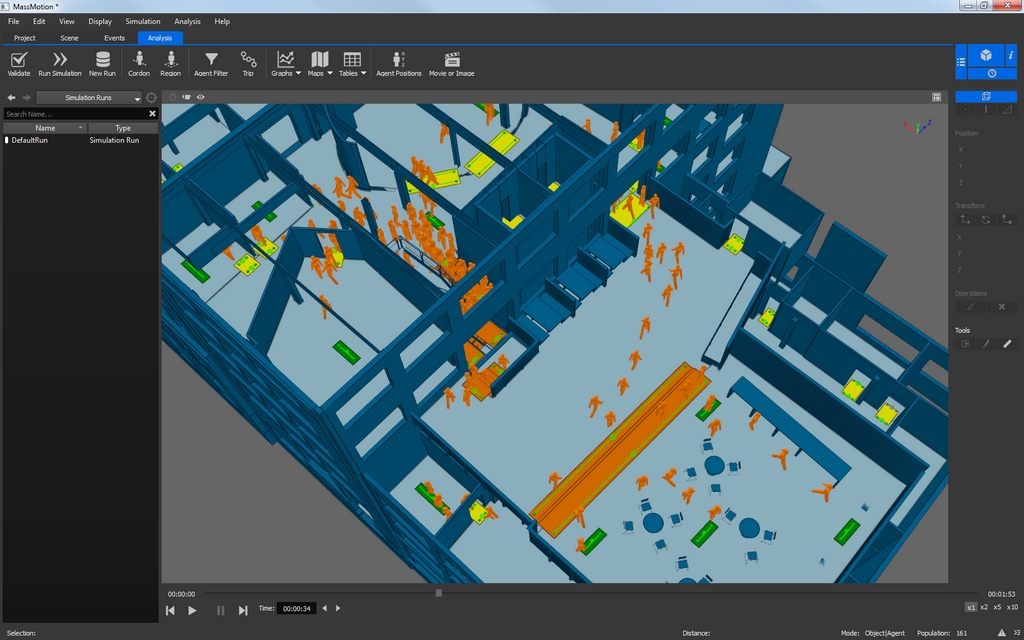 MassMotion *
File Edit View Display Simulation Analysis Help
Project Scene Events Analysis
Validate Run Simulation New Run Cordon Region Agent Filter Trip Graphs Maps Tables Agent Positions Movie or Image
Simulation Runs
Search Name...
Name Type
DefaultRun Simulation Run
X Y Z
Position
X
Y
Z
Transform
X
Y
Z
Operations
Tools
00:00:00 00:01:53
Time: 00:00:34
x1 x2 x5 x10
Selection: Distance: Mode: Object|Agent Population: 161